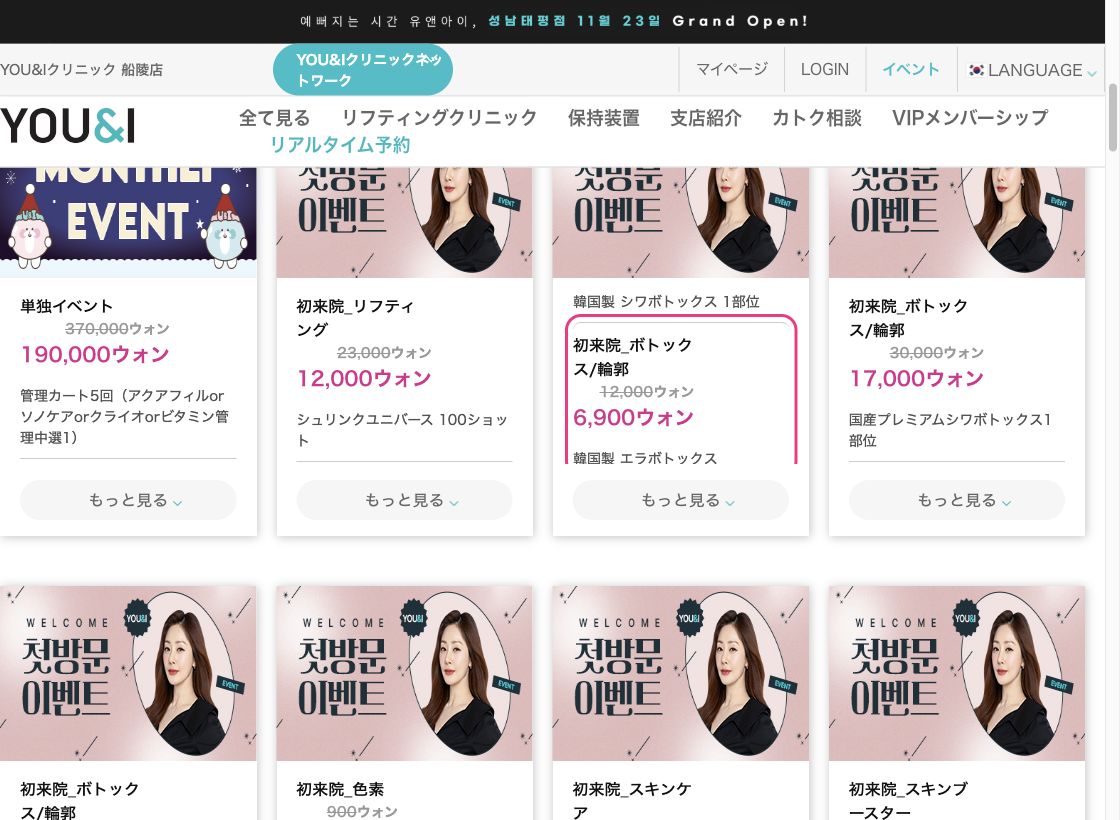 예뻐지는 시간 유앤아이, 성남태평점 11월 23일 Grand Open!
YOU&Iクリニック 船陵店
YOU&Iクリニックネットワーク
マイページ
LOGIN
イベント
LANGUAGE
YOU&I
全て見る
リフティングクリニック
保持装置
支店紹介
カトク相談
VIPメンバーシップ
リアルタイム予約
MONTHLY
EVENT
첫방문
이벤트
EVENT
첫방문
이벤트
EVENT
첫방문
이벤트
EVENT
単独イベント
370,000ウォン
190,000ウォン
管理カート5回（アクアフィルor
ソノケアorクライオorビタミン管
理中選1）
もっと見る
初来院_リフティ
ング
23,000ウォン
12,000ウォン
シュリンクユニバース 100ショッ
ト
もっと見る
韓国製 シワボトックス 1部位
初来院_ボトック
ス/輪郭
12,000ウォン
6,900ウォン
韓国製 エラボトックス
もっと見る
初来院_ボトック
ス/輪郭
30,000ウォン
17,000ウォン
国産プレミアムシワボトックス1
部位
もっと見る
WELCOME
YOU&I
첫방문
이벤트
EVENT
WELCOME
YOU&I
첫방문
이벤트
EVENT
WELCOME
YOU&I
첫방문
이벤트
EVENT
WELCOME
YOU&I
첫방문
이벤트
EVENT
初来院_ボトック
ス/輪郭
初来院_色素
900ウォン
初来院_スキンケ
ア
初来院_スキンブ
ースター